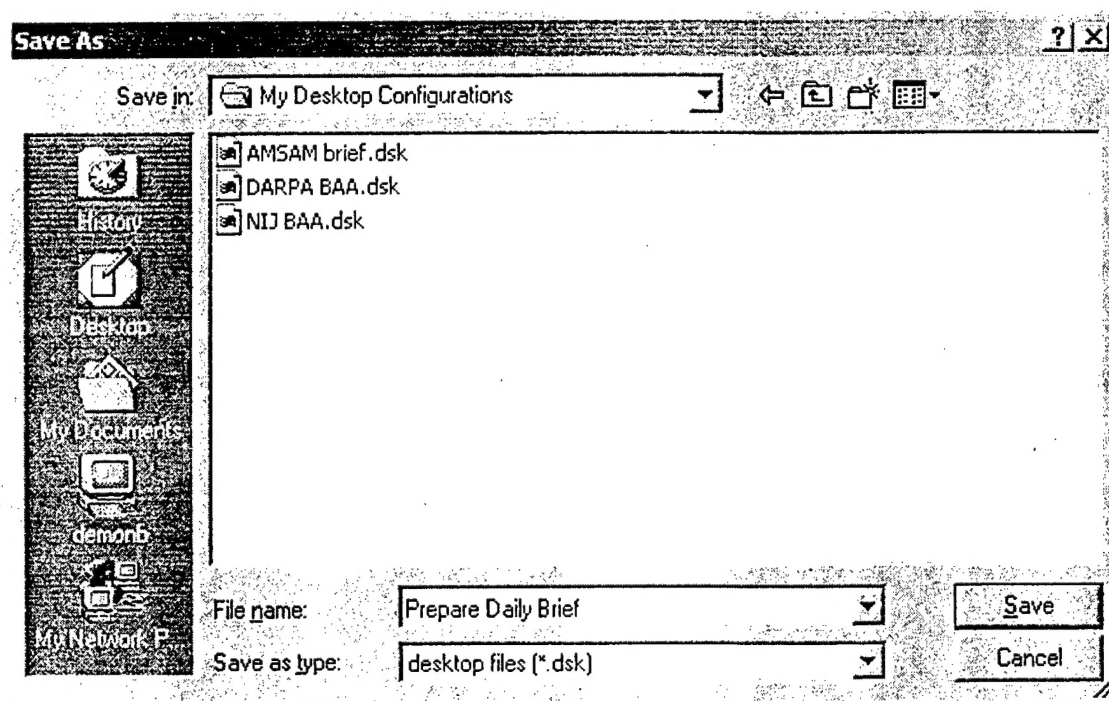 Save As
Save in: My Desktop Configurations
AMSAM brief.dsk
DARPA BAA.dsk
NIJ BAA.dsk
History
Desktop
My Documents
demonb
My Network P...
File name: Prepare Daily Brief Save
Save as type: desktop files (*.dsk) Cancel